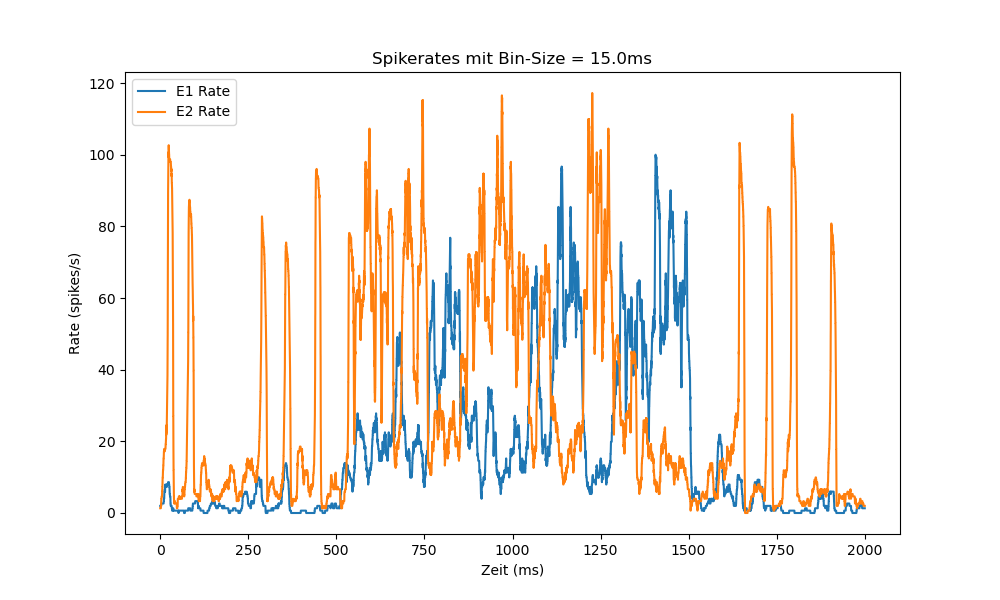 Spikerates mit Bin-Size = 15.0ms
E1 Rate
E2 Rate
120
100
80
60
40
20
0
Rate (spikes/s)
0 250 500 750 1000 1250 1500 1750 2000
Zeit (ms)